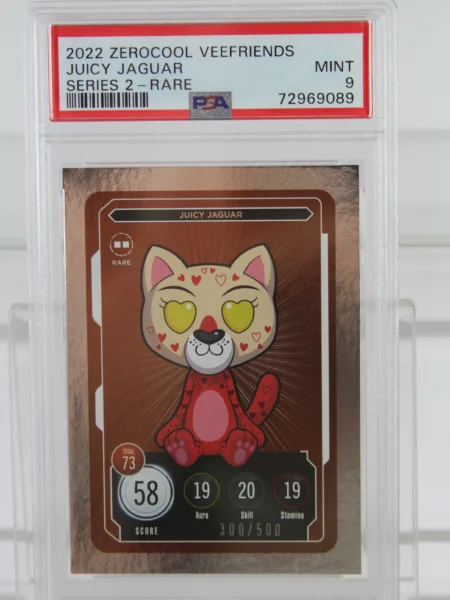 2022 ZEROCOOL VEEFRIENDS
JUICY JAGUAR MINT
SERIES 2-RARE 9
PSA 72969089
JUICY JAGUAR
RARE
TOTAL
73
58 19 20 19
SCORE Aura Skill Stamina
300/500